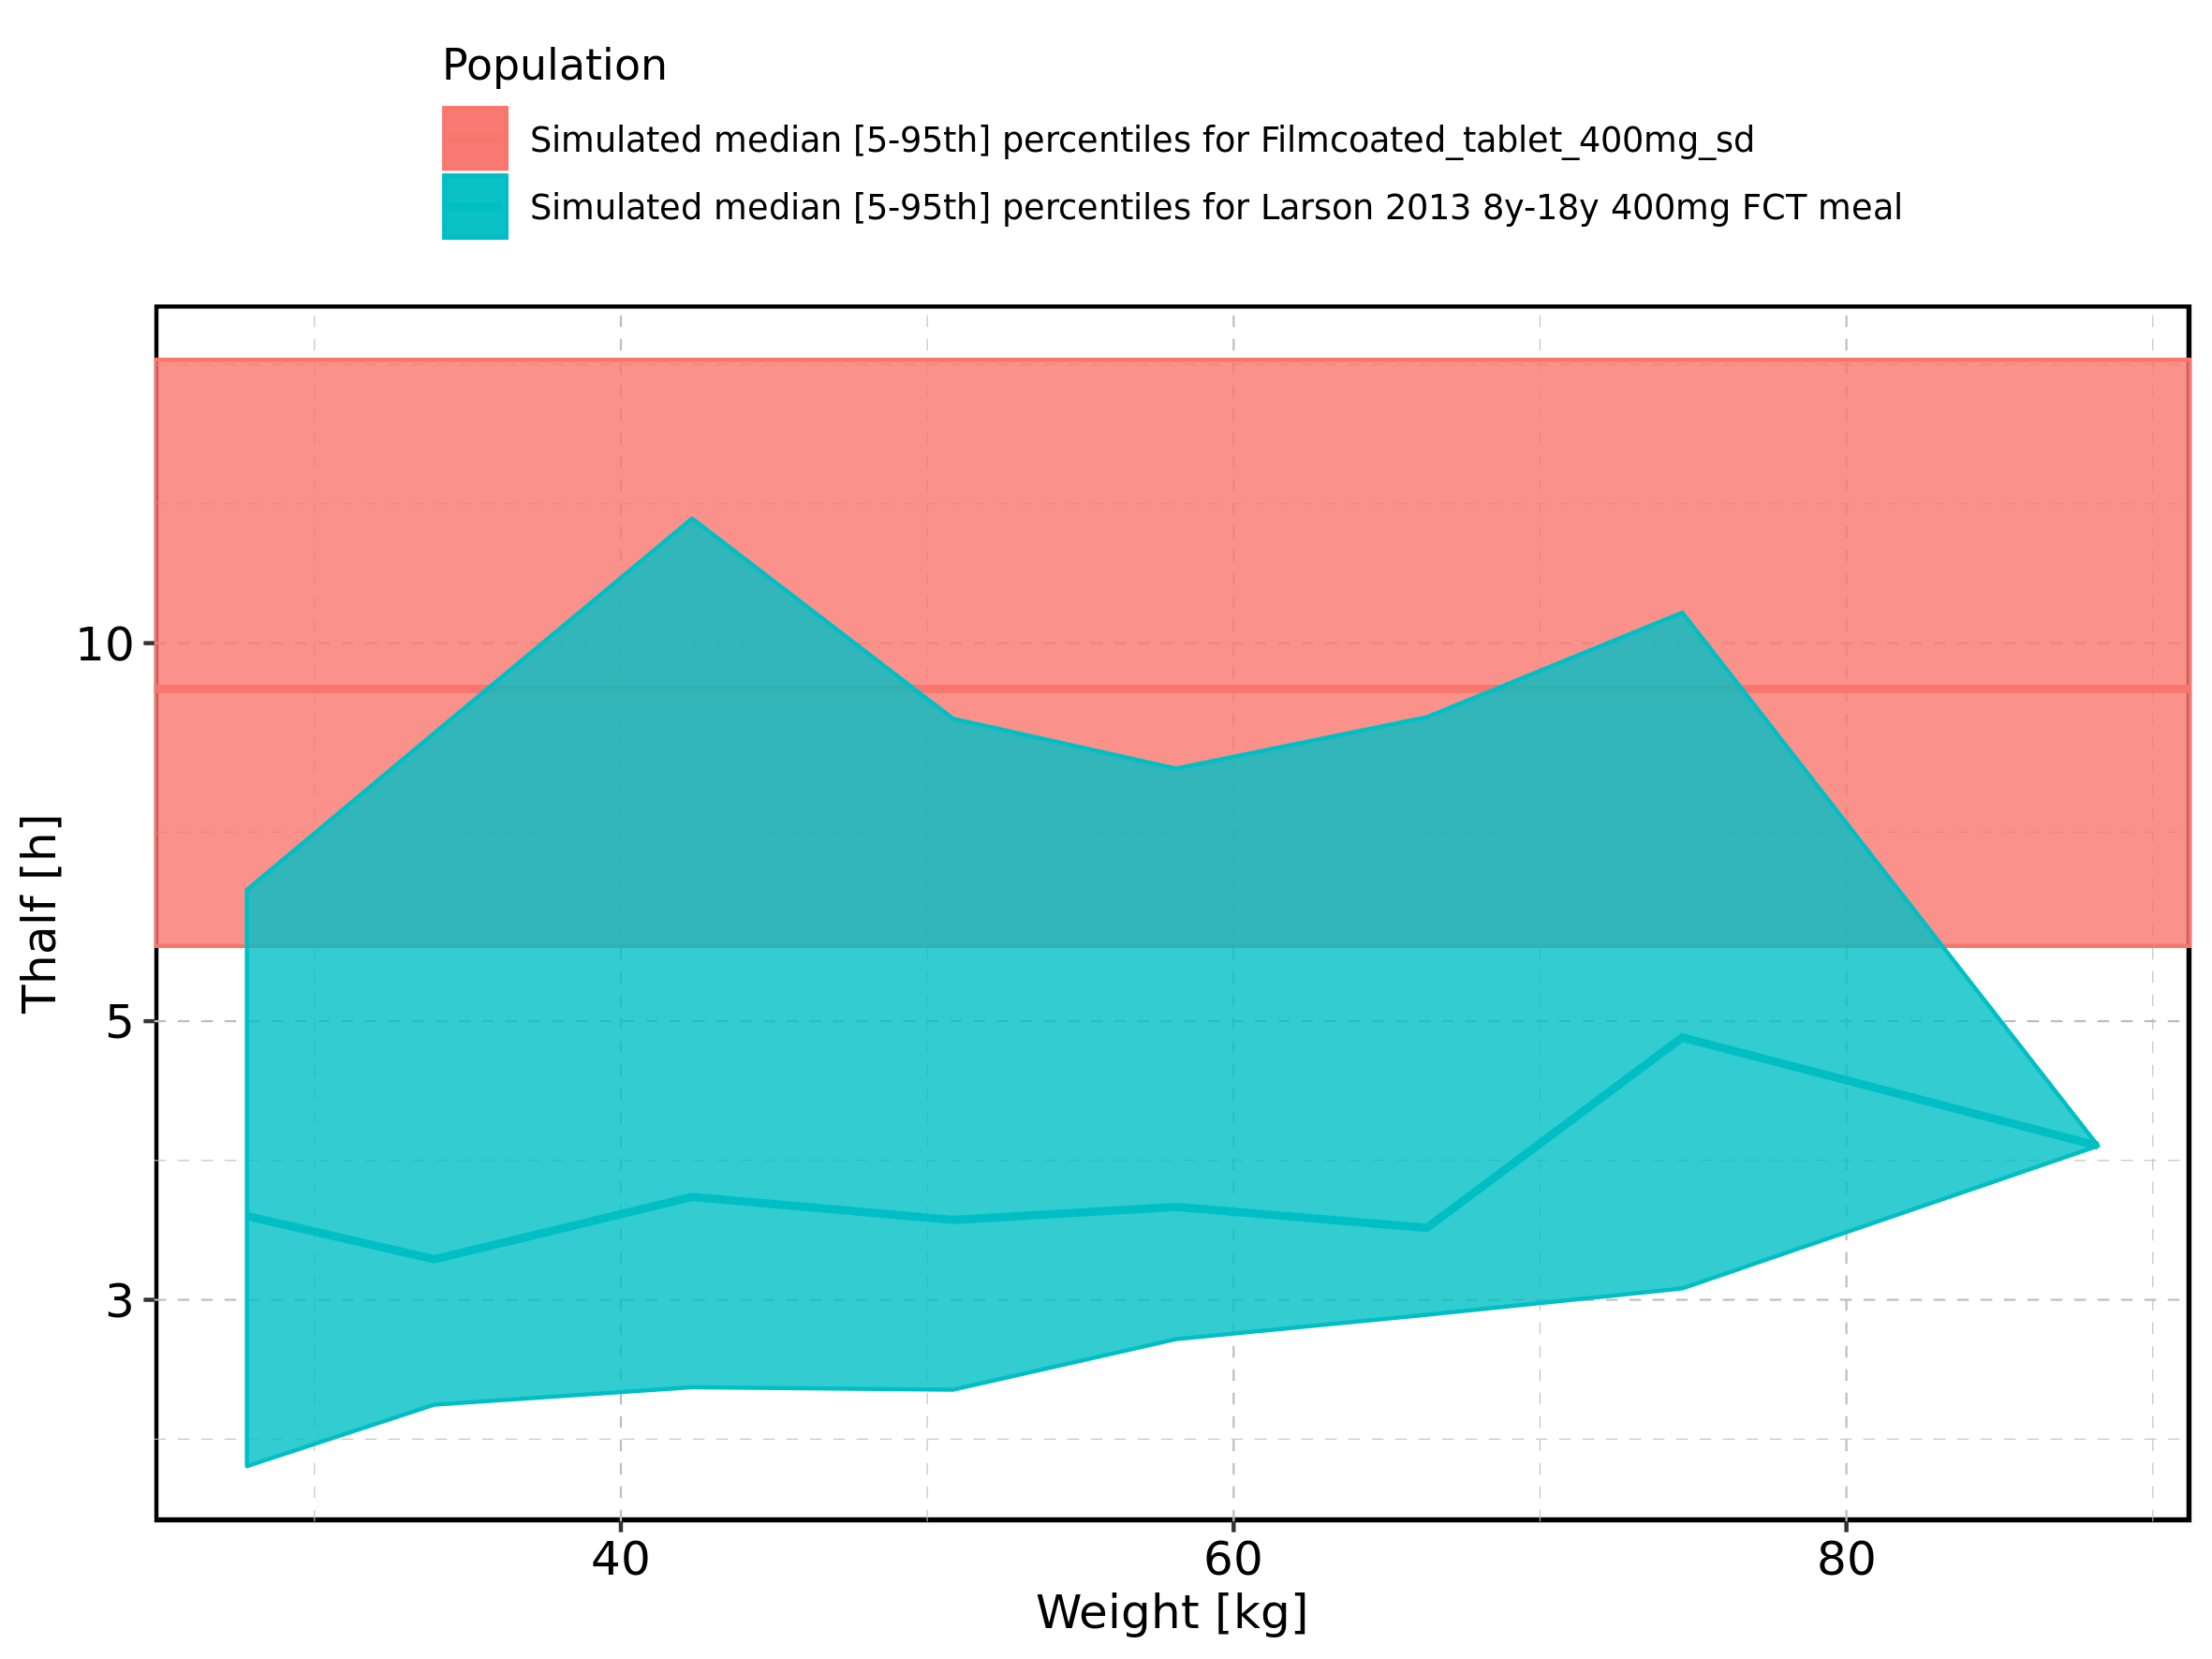 Population
Simulated median [5-95th] percentiles for Filmcoated_tablet_400mg_sd
Simulated median [5-95th] percentiles for Larson 2013 8y-18y 400mg FCT meal
Thalf [h]
10
5
3
40
60
80
Weight [kg]